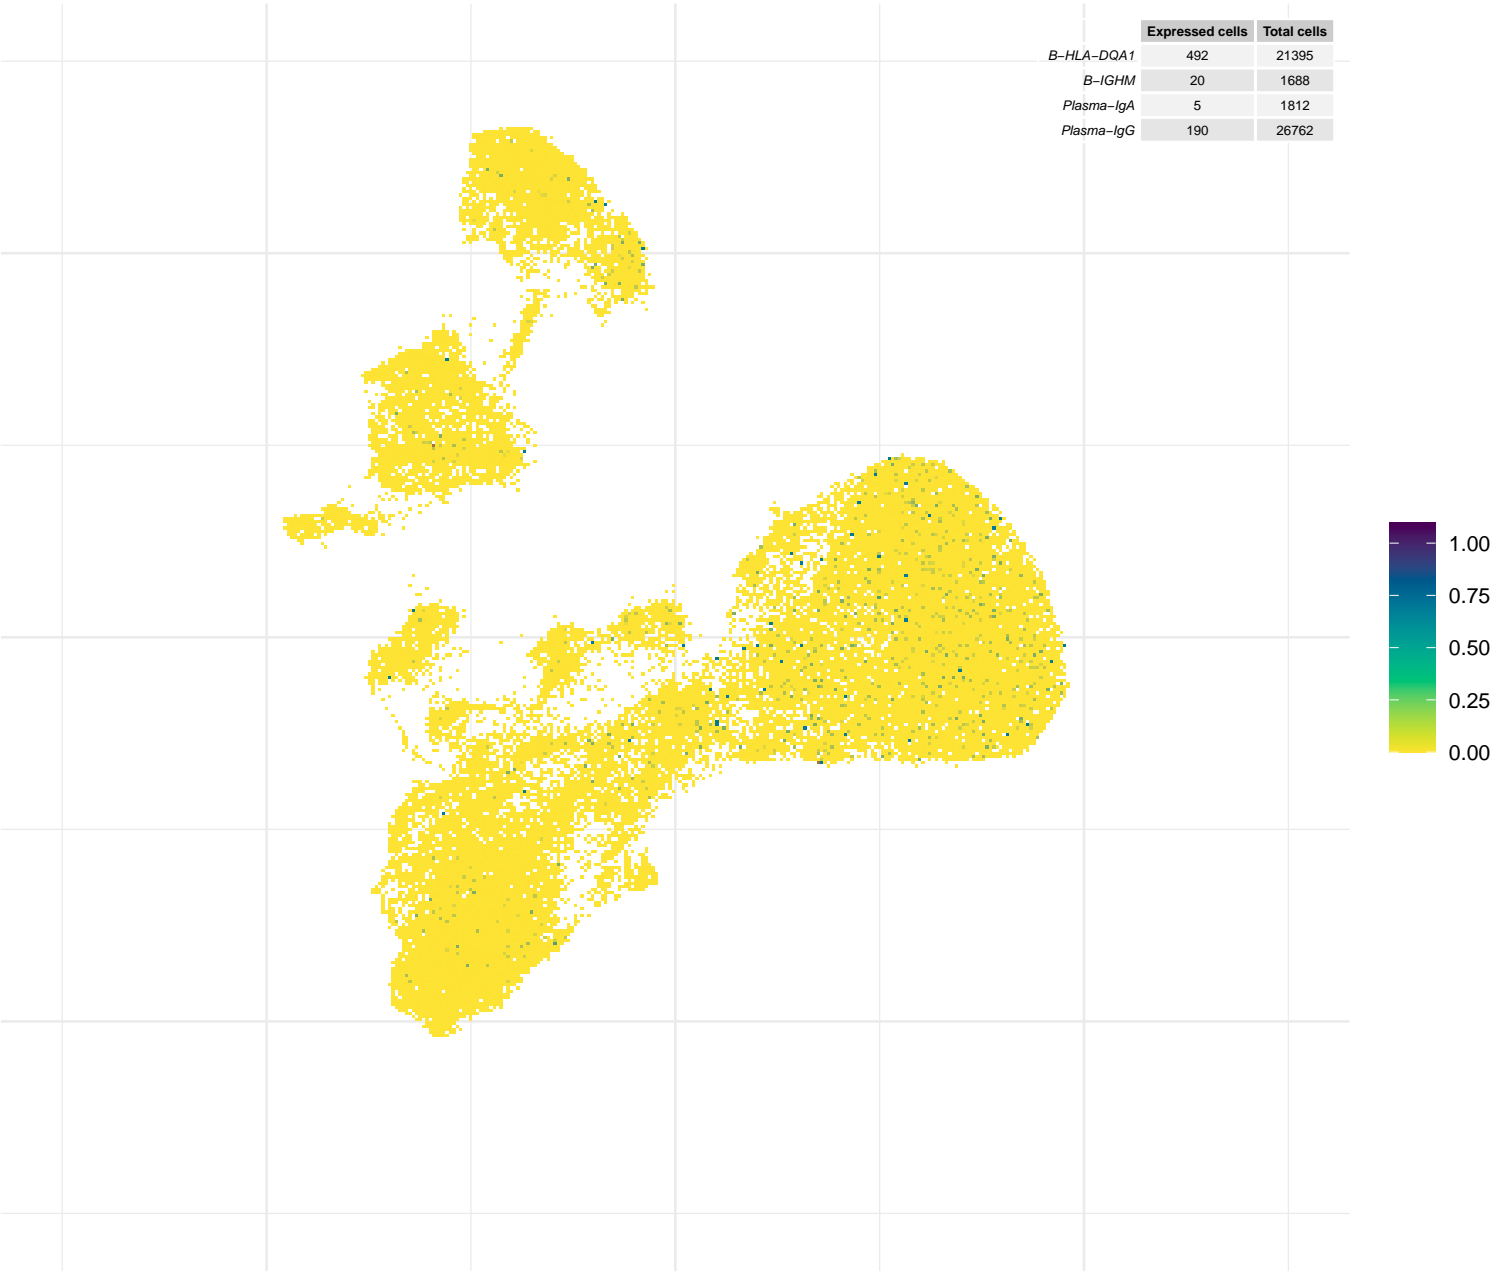 Expressed cells Total cells
B−HLA−DQA1 492 21395
B−IGHM 20 1688
Plasma−IgA 5 1812
Plasma−IgG 190 26762
1.00
0.75
0.50
0.25
0.00